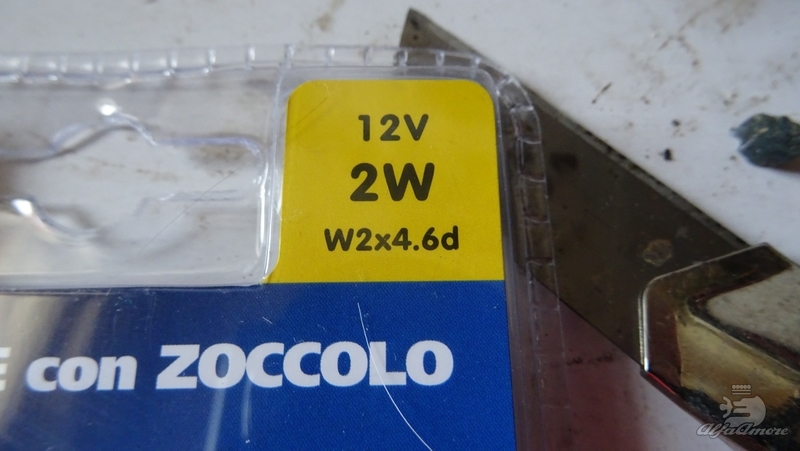 12V
2W
W2x4.6d
E con ZOCCOLO
AlfaAmore